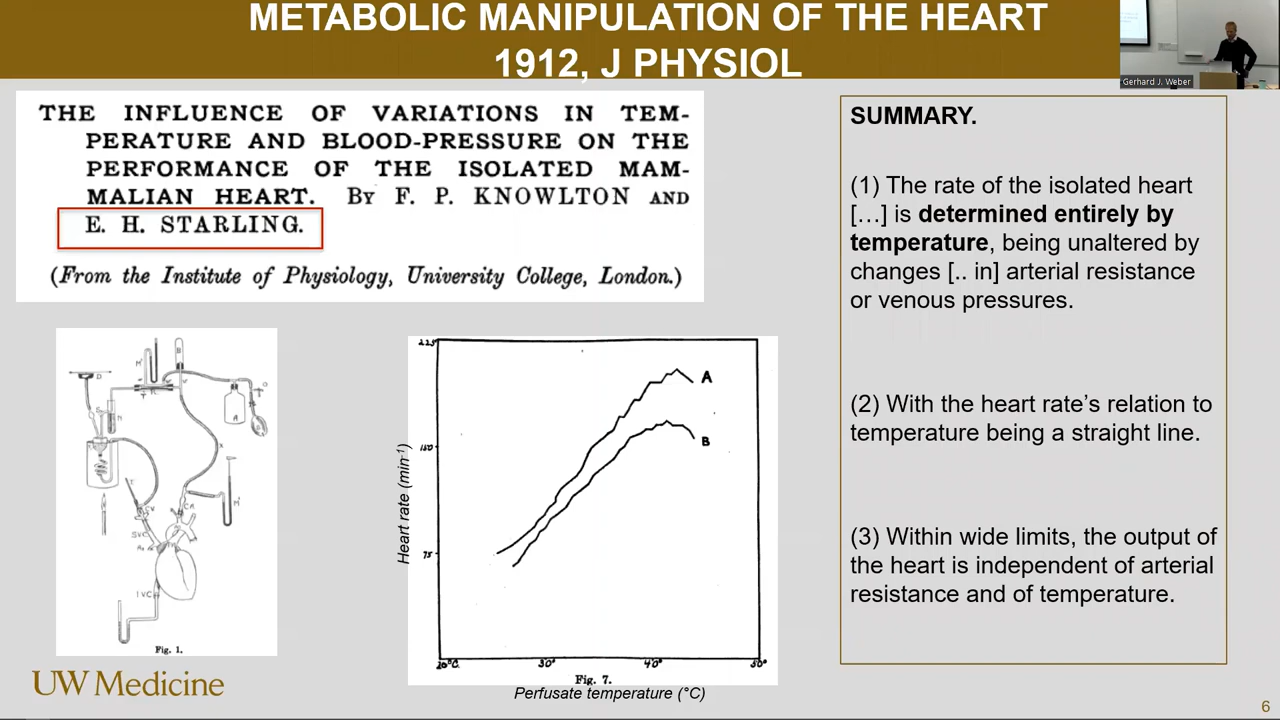 METABOLIC MANIPULATION OF THE HEART
1912, J PHYSIOL
Gerhard J. Weber
THE INFLUENCE OF VARIATIONS IN TEM-
PERATURE AND BLOOD-PRESSURE ON THE
PERFORMANCE OF THE ISOLATED MAM-
MALIAN HEART. BY F. P. KNOWLTON AND
E. H. STARLING.
(From the Institute of Physiology, University College, London.)
SUMMARY.
(1) The rate of the isolated heart
[…] is determined entirely by
temperature, being unaltered by
changes [.. in] arterial resistance
or venous pressures.
(2) With the heart rate's relation to
temperature being a straight line.
(3) Within wide limits, the output of
the heart is independent of arterial
resistance and of temperature.
B
D
A
CA
SVC
IVC
Fig. 1.
225
A
B
150
75
Heart rate (min⁻¹)
20°C.
30°
40°
50°
Fig. 7.
Perfusate temperature (°C)
UW Medicine
6